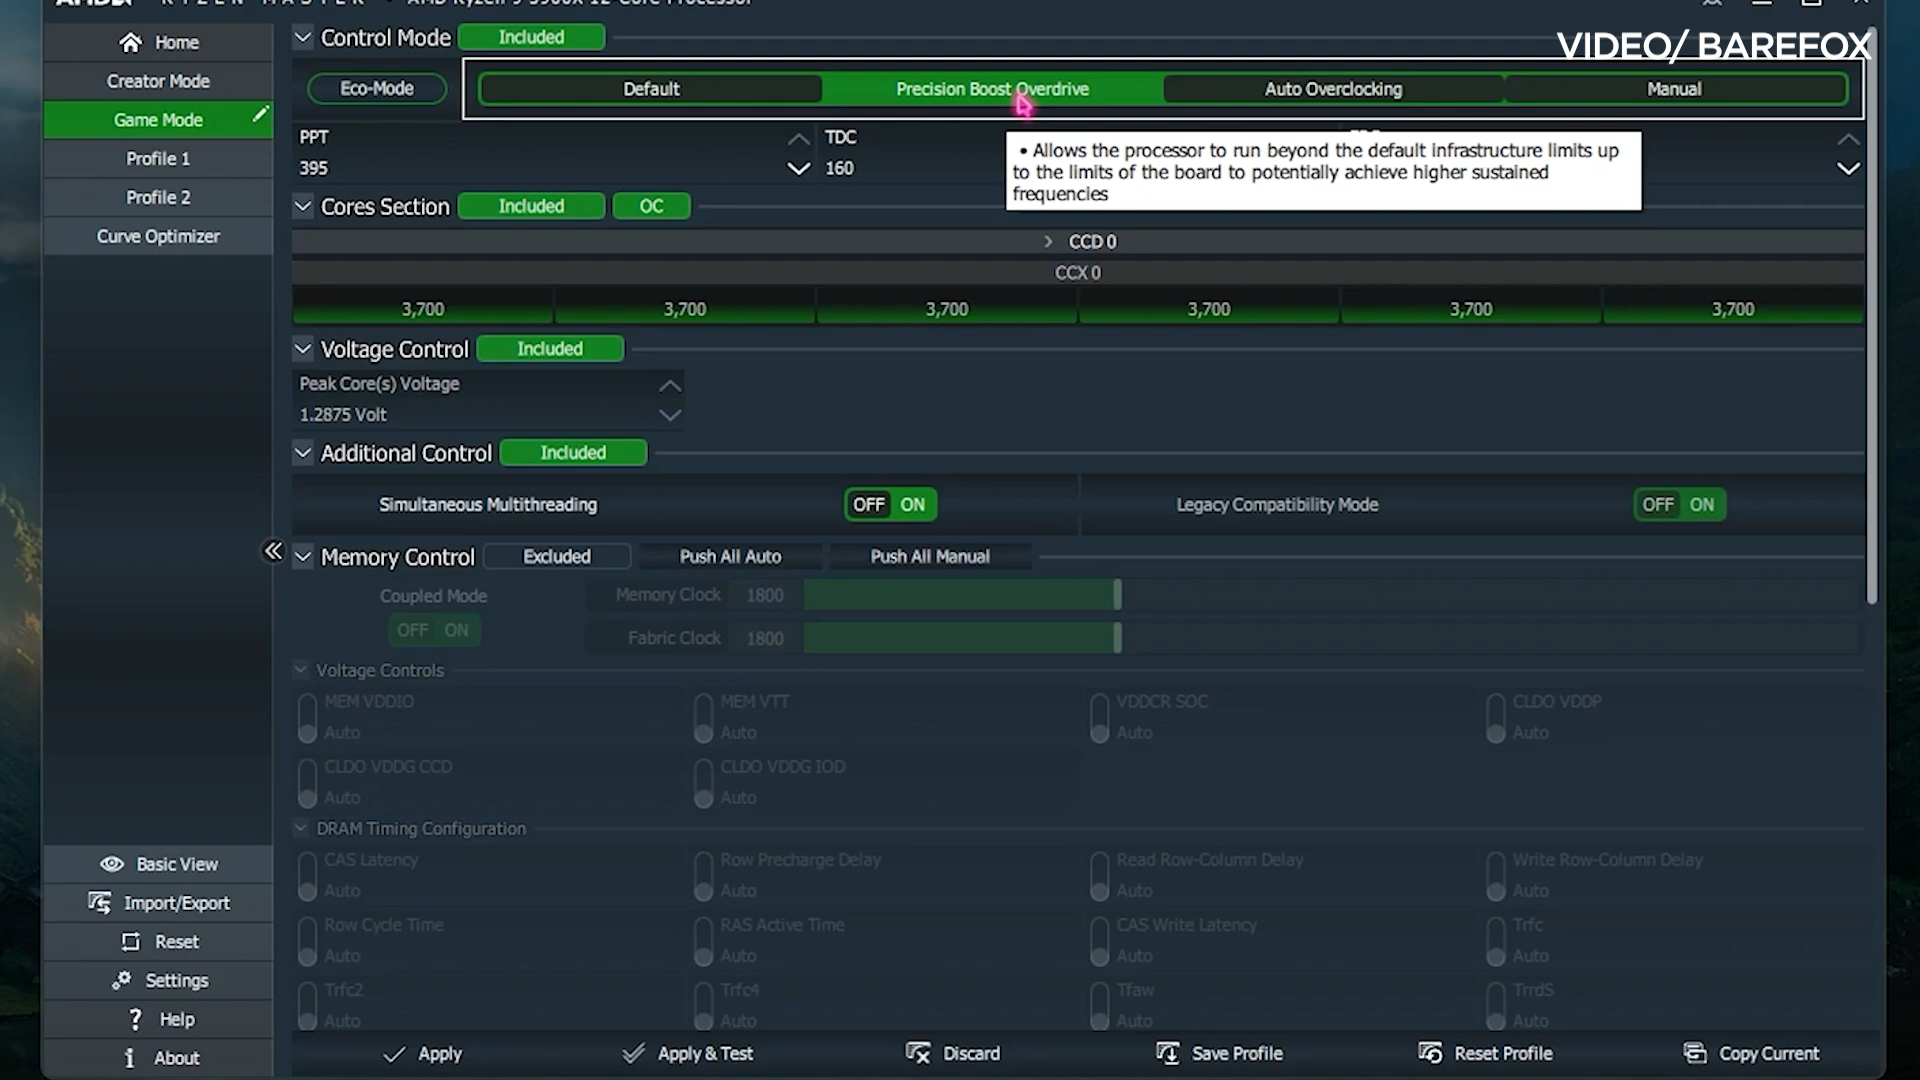 VIDEO/ BAREFOX
Home
Creator Mode
Game Mode
Profile 1
Profile 2
Curve Optimizer
Control Mode Included
Eco-Mode Default Precision Boost Overdrive Auto Overclocking Manual
PPT
395
TDC
160
• Allows the processor to run beyond the default infrastructure limits up
to the limits of the board to potentially achieve higher sustained
frequencies
Cores Section Included OC
CCD 0
CCX 0
3,700 3,700 3,700 3,700 3,700 3,700
Voltage Control Included
Peak Core(s) Voltage
1.2875 Volt
Additional Control Included
Simultaneous Multithreading OFF ON Legacy Compatibility Mode OFF ON
Memory Control Excluded Push All Auto Push All Manual
Coupled Mode
OFF ON
Memory Clock 1800
Fabric Clock 1800
Voltage Controls
MEM VDDIO MEM VTT VDDCR SOC CLDO VDDP
Auto Auto Auto Auto
CLDO VDDG CCD CLDO VDDG IOD
Auto Auto
DRAM Timing Configuration
CAS Latency Row Precharge Delay Read Row-Column Delay Write Row-Column Delay
Auto Auto Auto Auto
Row Cycle Time RAS Active Time CAS Write Latency Trfc
Auto Auto Auto Auto
Trfc2 Trfc4 Tfaw TrrdS
Auto Auto Auto Auto
Basic View
Import/Export
Reset
Settings
? Help
i About
Apply Apply & Test Discard Save Profile Reset Profile Copy Current